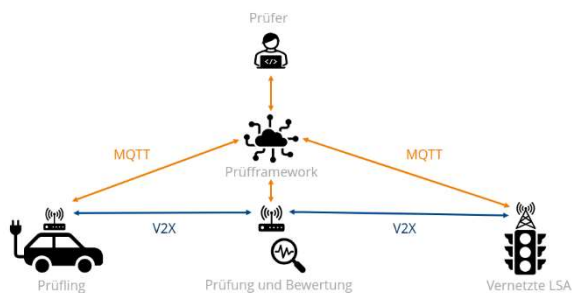 Prüfer
MQTT
MQTT
Prüfframework
V2X
V2X
Prüfling
Prüfung und Bewertung
Vernetzte LSA